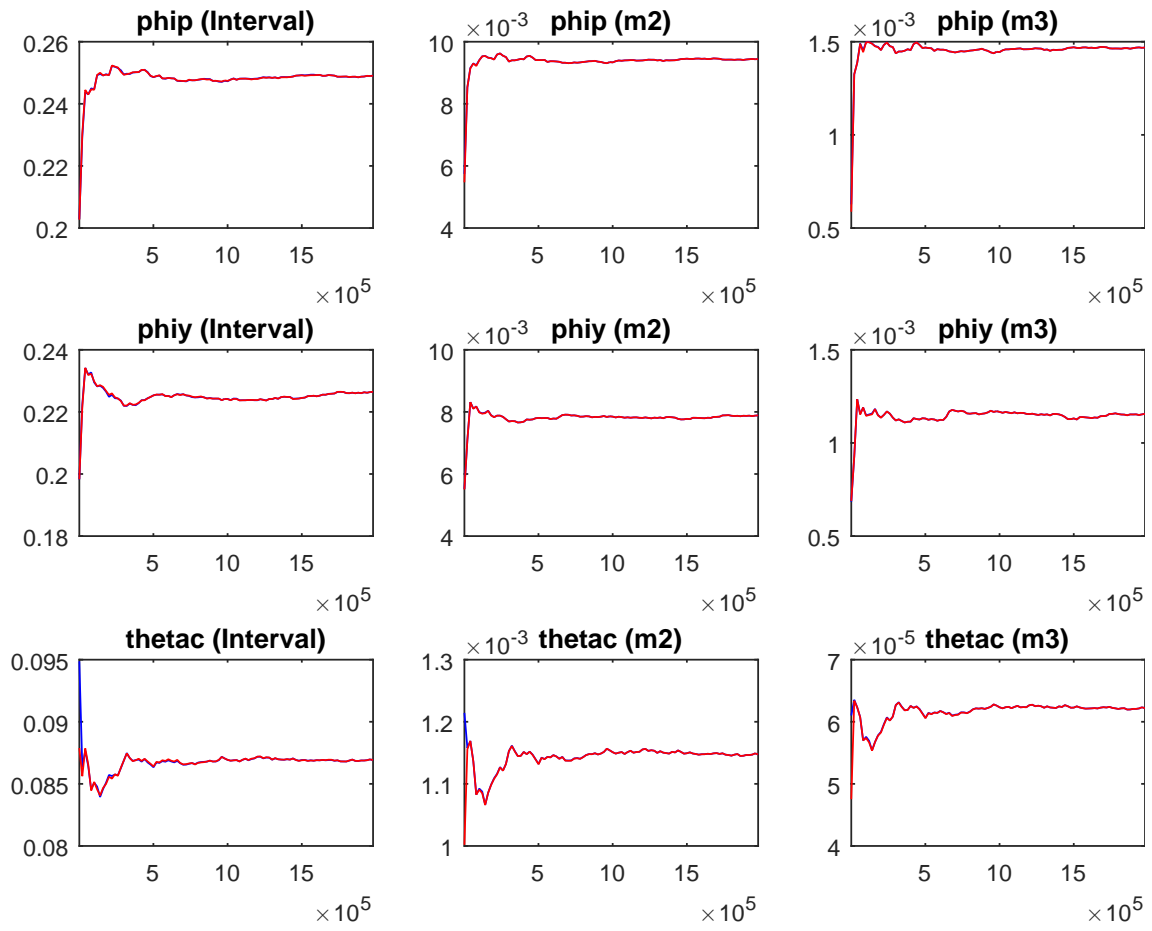 phip (Interval)
0.26
0.24
0.22
0.2
5 10 15
×10^5
phip (m2)
×10^-3
10
8
6
4
5 10 15
×10^5
phip (m3)
×10^-3
1.5
1
0.5
5 10 15
×10^5
phiy (Interval)
0.24
0.22
0.2
0.18
5 10 15
×10^5
phiy (m2)
×10^-3
10
8
6
4
5 10 15
×10^5
phiy (m3)
×10^-3
1.5
1
0.5
5 10 15
×10^5
thetac (Interval)
0.095
0.09
0.085
0.08
5 10 15
×10^5
thetac (m2)
×10^-3
1.3
1.2
1.1
1
5 10 15
×10^5
thetac (m3)
×10^-5
7
6
5
4
5 10 15
×10^5